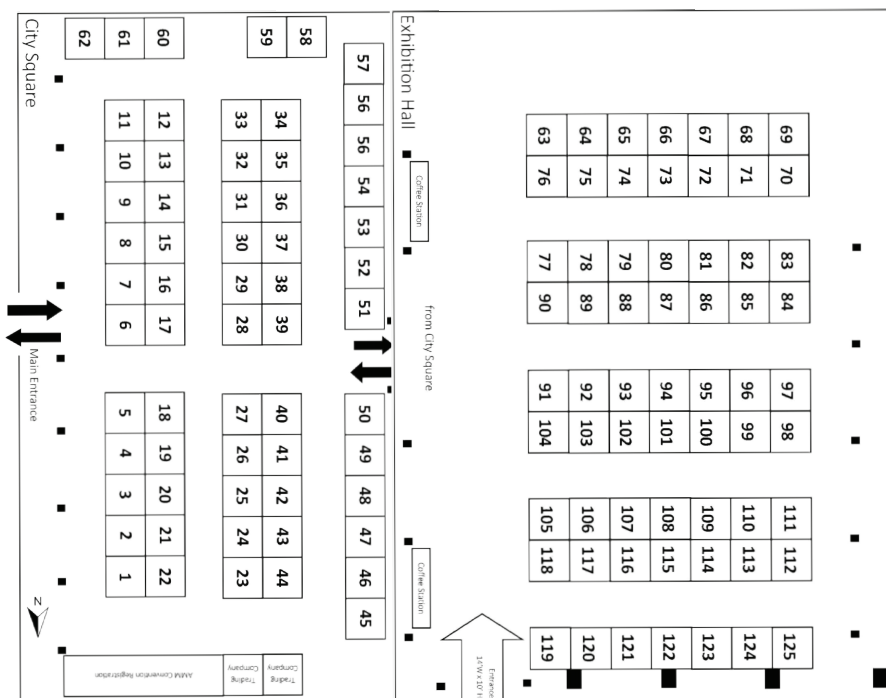 City Square
62 61 60
59 58
57
56
56
54
53
52
51
11 12
10 13
9 14
8 15
7 16
6 17
33 34
32 35
31 36
30 37
29 38
28 39
Main Entrance
5 18
4 19
3 20
2 21
1 22
27 40
26 41
25 42
24 43
23 44
50
49
48
47
46
45
N
AMM Convention Registration
Trading Company
Trading Company
Exhibition Hall
Coffee Station
from City Square
Coffee Station
Entrance
14'W x 10' H
63 64 65 66 67 68 69
76 75 74 73 72 71 70
77 78 79 80 81 82 83
90 89 88 87 86 85 84
91 92 93 94 95 96 97
104 103 102 101 100 99 98
105 106 107 108 109 110 111
118 117 116 115 114 113 112
119 120 121 122 123 124 125